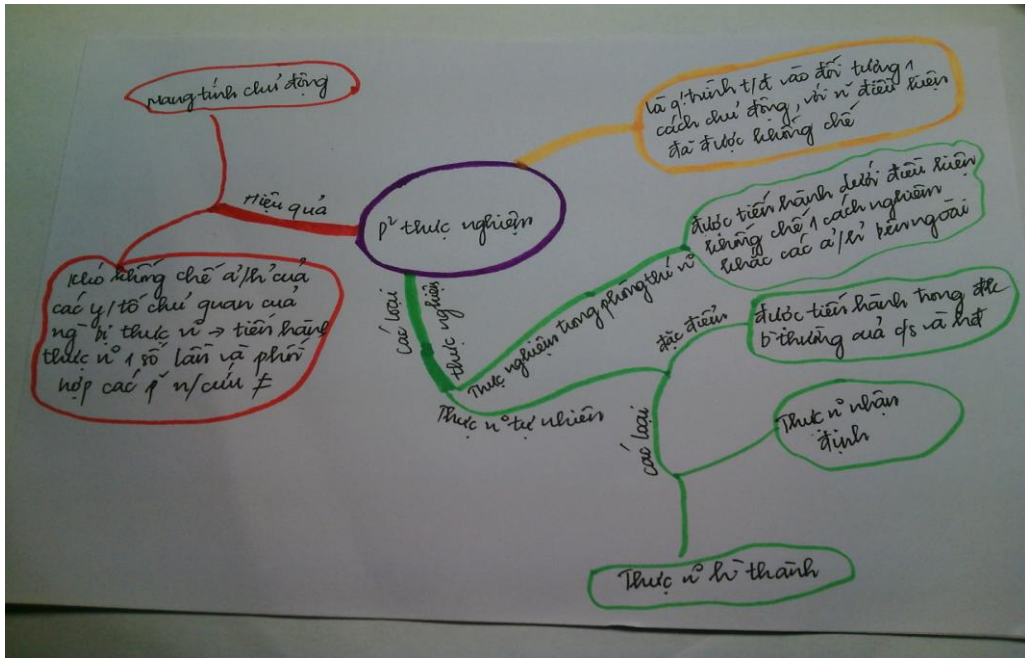 Mang tính chủ động
Hiệu quả
P² thực nghiệm
Là q/trình t/đ vào đối tượng 1
cách chủ động, với n~ điều kiện
đã được khống chế
Khó khống chế a/h' của
các y/tố chủ quan của
ng` bị thực n° → tiến hành
thực n° 1 số lần và phối
hợp các p² n/cứu ≠
các loại
thực nghiệm
Thực nghiệm trong phòng thí n°
được tiến hành dưới điều kiện
khống chế 1 cách nghiêm
khắc các a'/h' bên ngoài
Thực n° tự nhiên
đặc điểm
được tiến hành trong đk
b` thường của c/s và hđ
các loại
Thực n° nhận
định
Thực n° h` thành